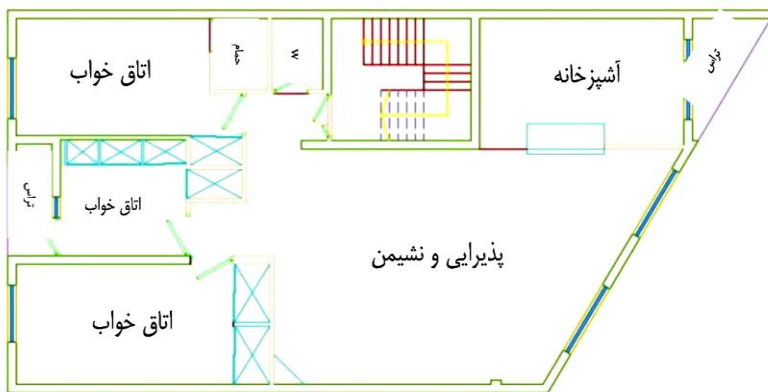 اتاق خواب
حمام
W
آشپزخانه
تراس
تراس
اتاق خواب
پذیرایی و نشیمن
اتاق خواب